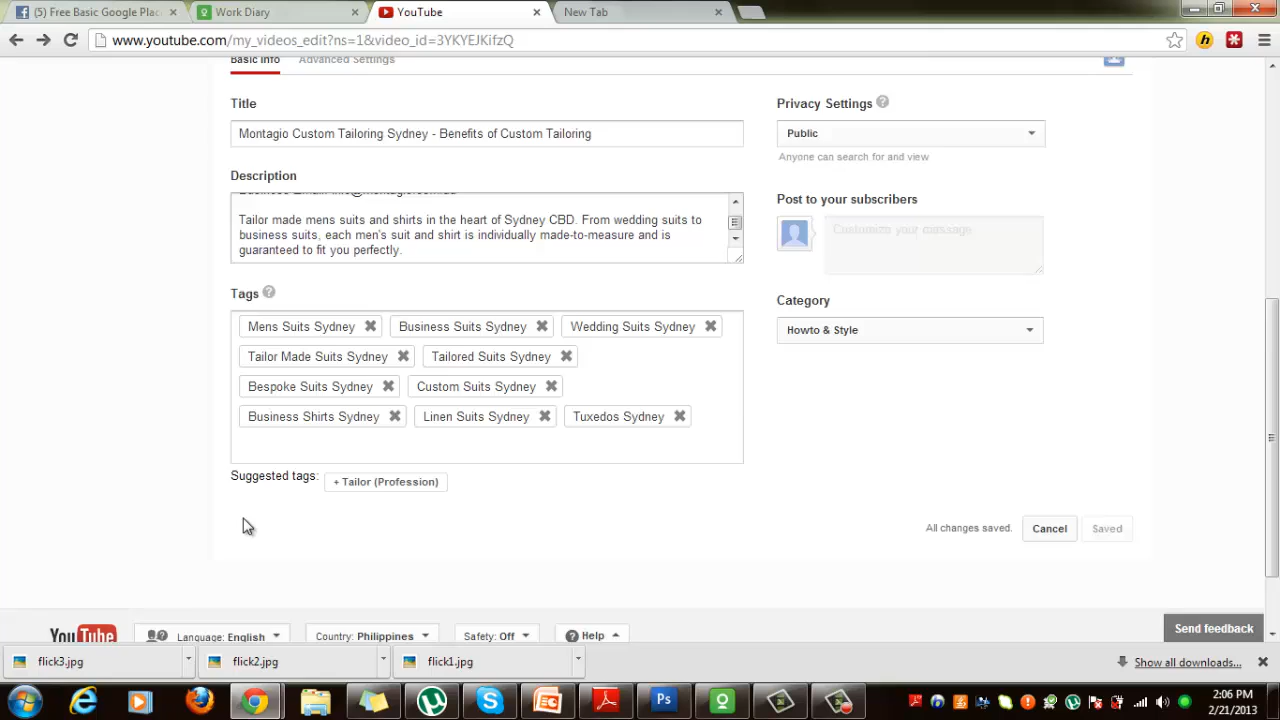 (5) Free Basic Google Plac
Work Diary
YouTube
New Tab
www.youtube.com/my_videos_edit?ns=1&video_id=3YKYEJKifzQ
Basic Info
Advanced Settings
Title
Privacy Settings
Montagio Custom Tailoring Sydney - Benefits of Custom Tailoring
Public
Anyone can search for and view
Description
Post to your subscribers
Tailor made mens suits and shirts in the heart of Sydney CBD. From wedding suits to
business suits, each men's suit and shirt is individually made-to-measure and is
guaranteed to fit you perfectly.
Customize your message
Tags
Category
Mens Suits Sydney
Business Suits Sydney
Wedding Suits Sydney
Howto & Style
Tailor Made Suits Sydney
Tailored Suits Sydney
Bespoke Suits Sydney
Custom Suits Sydney
Business Shirts Sydney
Linen Suits Sydney
Tuxedos Sydney
Suggested tags:
+ Tailor (Profession)
All changes saved.
Cancel
Saved
YouTube
Language: English
Country: Philippines
Safety: Off
Help
Send feedback
flick3.jpg
flick2.jpg
flick1.jpg
Show all downloads...
2:06 PM
2/21/2013